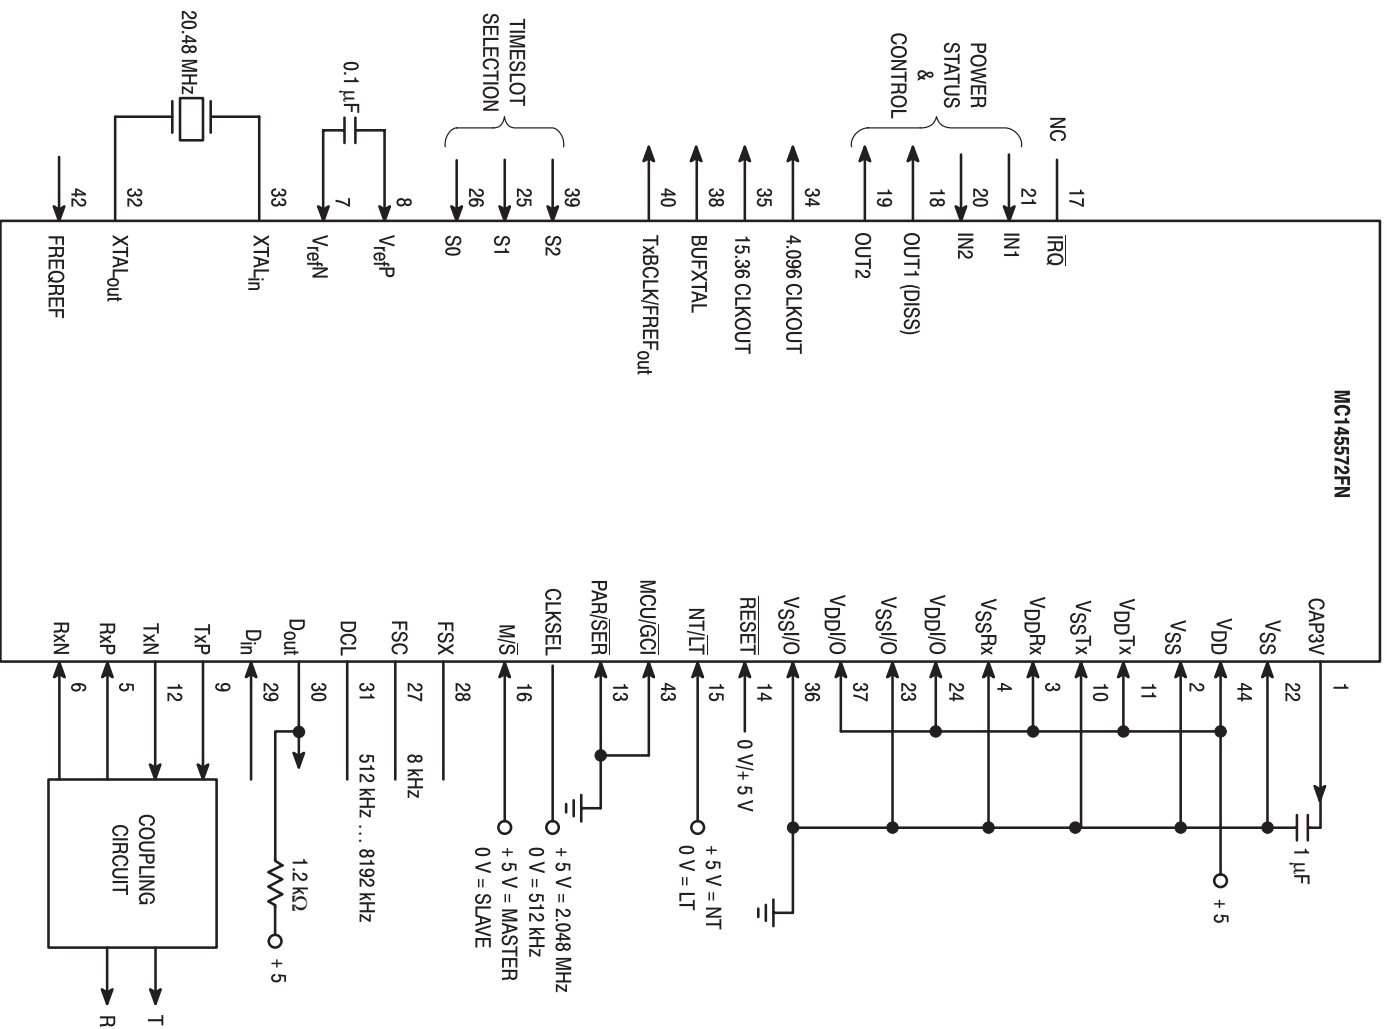 MC145572FN
NC
17
IRQ
POWER
STATUS
&
CONTROL
21
IN1
20
IN2
18
OUT1 (DISS)
19
OUT2
34
4.096 CLKOUT
35
15.36 CLKOUT
38
BUFXTAL
40
TxBCLK/FREFout
TIMESLOT
SELECTION
39
S2
25
S1
26
S0
0.1 µF
8
VrefP
7
VrefN
20.48 MHz
33
XTALin
32
XTALout
42
FREQREF
CAP3V
1
1 µF
VSS
22
VDD
44
+ 5
VSS
2
VDDTx
11
VSSTx
10
VDDRx
3
VSSRx
4
VDDI/O
24
VSSI/O
23
VDDI/O
37
VSSI/O
36
RESET
14
0 V/+ 5 V
NT/LT
15
+ 5 V = NT
0 V = LT
MCU/GCI
43
PAR/SER
13
CLKSEL
+ 5 V = 2.048 MHz
0 V = 512 kHz
M/S
16
+ 5 V = MASTER
0 V = SLAVE
FSX
28
FSC
27
8 kHz
DCL
31
512 kHz . . . 8192 kHz
Dout
30
1.2 kΩ
+ 5
Din
29
TxP
9
TxN
12
RxP
5
RxN
6
COUPLING
CIRCUIT
T
R